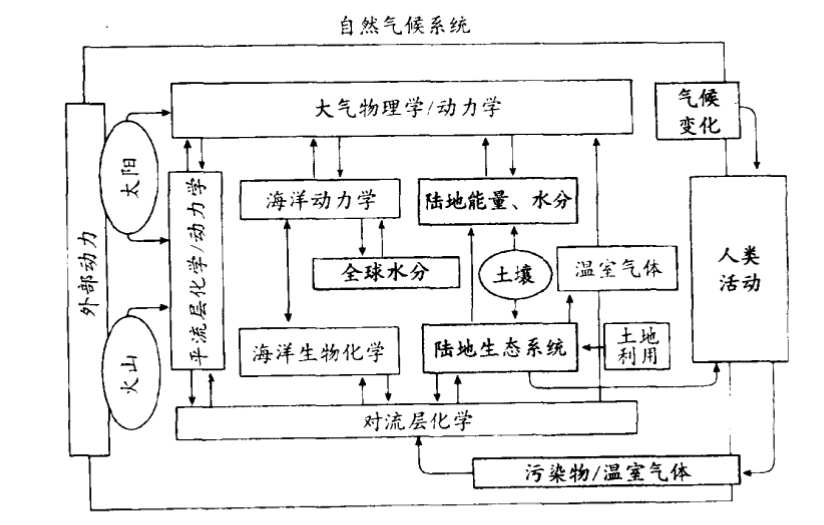 自然气候系统
大气物理学/动力学
气候
变化
太阳
外部动力
平流层化学/动力学
海洋动力学
陆地能量、水分
人类
活动
全球水分
土壤
温室气体
火山
海洋生物化学
陆地生态系统
土地
利用
对流层化学
污染物/温室气体